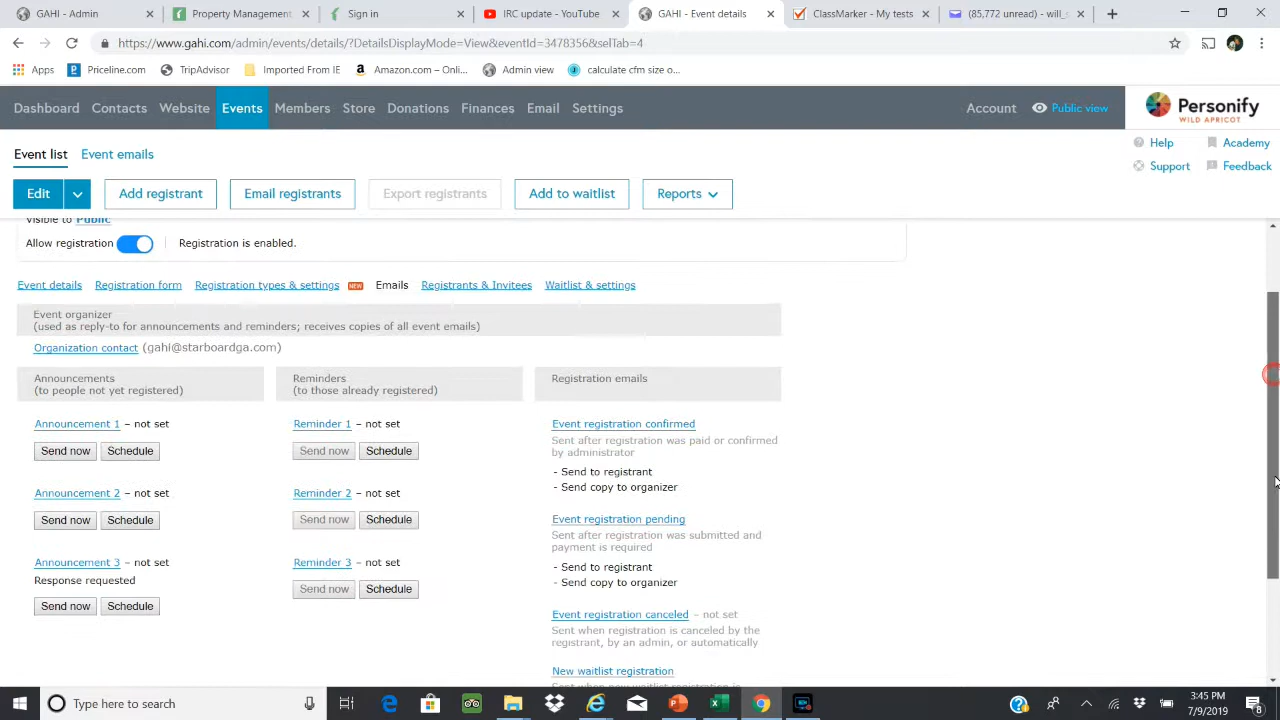 GAHI - Admin
Property Management
Sign in
IRC update - YouTube
GAHI - Event details
ClassMarker - My tests
(85,772 unread) - will_
https://www.gahi.com/admin/events/details/?DetailsDisplayMode=View&eventId=3478356&selTab=4
Apps
Priceline.com
TripAdvisor
Imported From IE
Amazon.com – Onli...
Admin view
calculate cfm size o...
Dashboard Contacts Website Events Members Store Donations Finances Email Settings
Account Public view
Personify
WILD APRICOT
Help Academy
Support Feedback
Event list Event emails
Edit Add registrant Email registrants Export registrants Add to waitlist Reports
Visible to Public
Allow registration Registration is enabled.
Event details Registration form Registration types & settings NEW Emails Registrants & Invitees Waitlist & settings
Event organizer
(used as reply-to for announcements and reminders; receives copies of all event emails)
Organization contact (gahi@starboardga.com)
Announcements
(to people not yet registered)
Announcement 1 – not set
Send now Schedule
Announcement 2 – not set
Send now Schedule
Announcement 3 – not set
Response requested
Send now Schedule
Reminders
(to those already registered)
Reminder 1 – not set
Send now Schedule
Reminder 2 – not set
Send now Schedule
Reminder 3 – not set
Send now Schedule
Registration emails
Event registration confirmed
Sent after registration was paid or confirmed
by administrator
- Send to registrant
- Send copy to organizer
Event registration pending
Sent after registration was submitted and
payment is required
- Send to registrant
- Send copy to organizer
Event registration canceled – not set
Sent when registration is canceled by the
registrant, by an admin, or automatically
New waitlist registration
Sent when new waitlist registration is
Type here to search
3:45 PM
7/9/2019
8